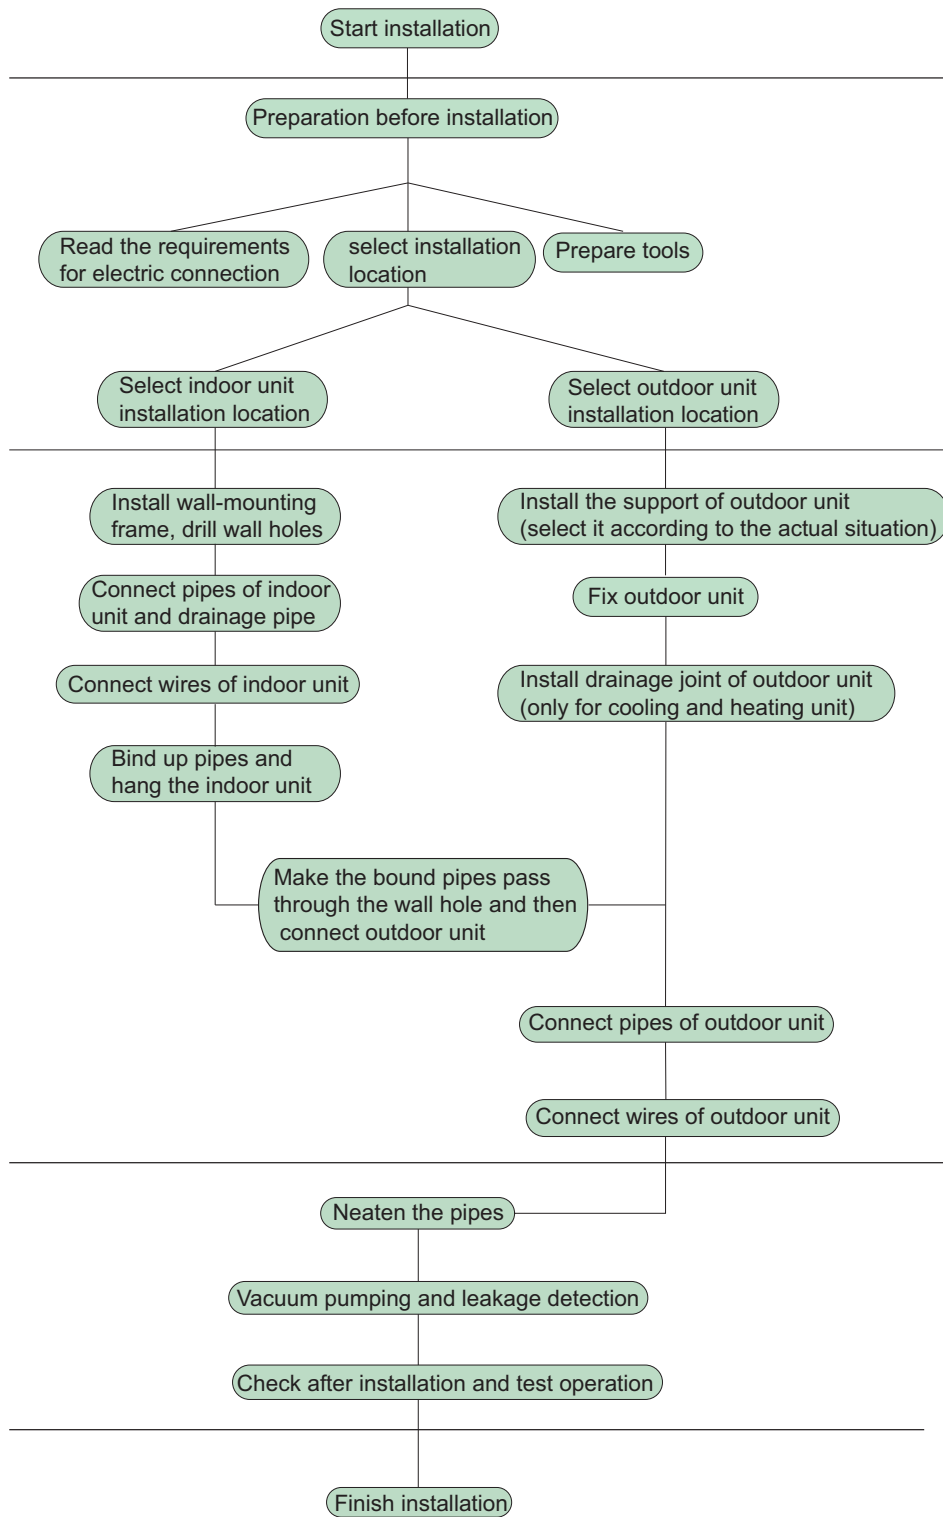 Start installation
Preparation before installation
Read the requirements
for electric connection
select installation
location
Prepare tools
Select indoor unit
installation location
Select outdoor unit
installation location
Install wall-mounting
frame, drill wall holes
Install the support of outdoor unit
(select it according to the actual situation)
Connect pipes of indoor
unit and drainage pipe
Fix outdoor unit
Connect wires of indoor unit
Install drainage joint of outdoor unit
(only for cooling and heating unit)
Bind up pipes and
hang the indoor unit
Make the bound pipes pass
through the wall hole and then
connect outdoor unit
Connect pipes of outdoor unit
Connect wires of outdoor unit
Neaten the pipes
Vacuum pumping and leakage detection
Check after installation and test operation
Finish installation